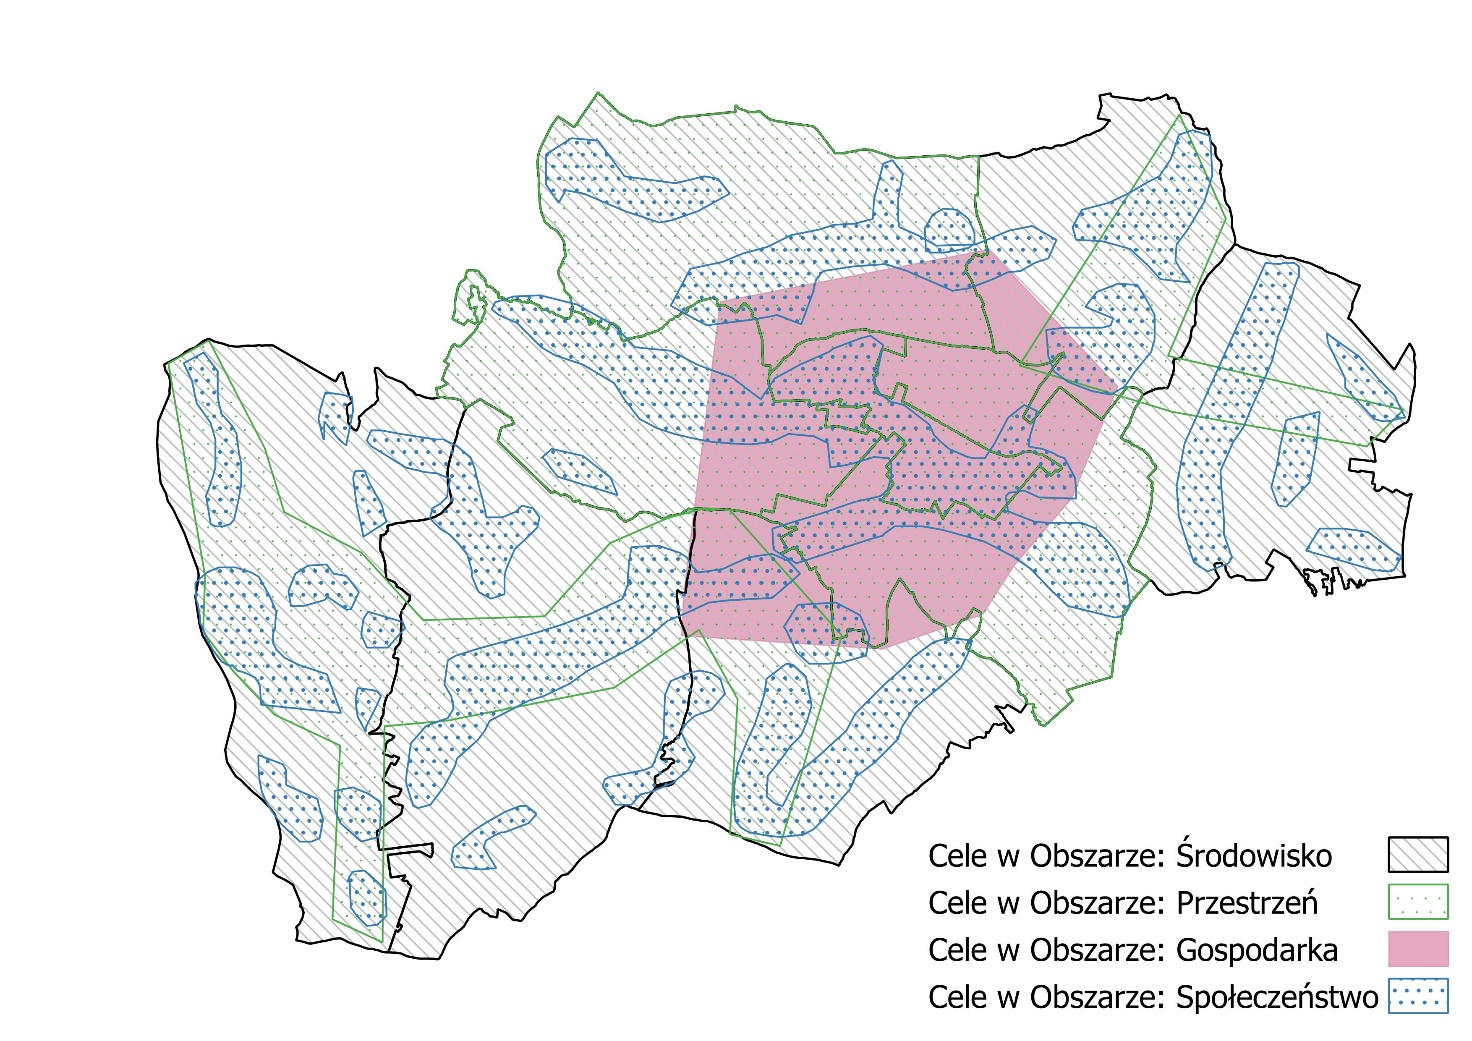 Cele w Obszarze: Środowisko
Cele w Obszarze: Przestrzeń
Cele w Obszarze: Gospodarka
Cele w Obszarze: Społeczeństwo